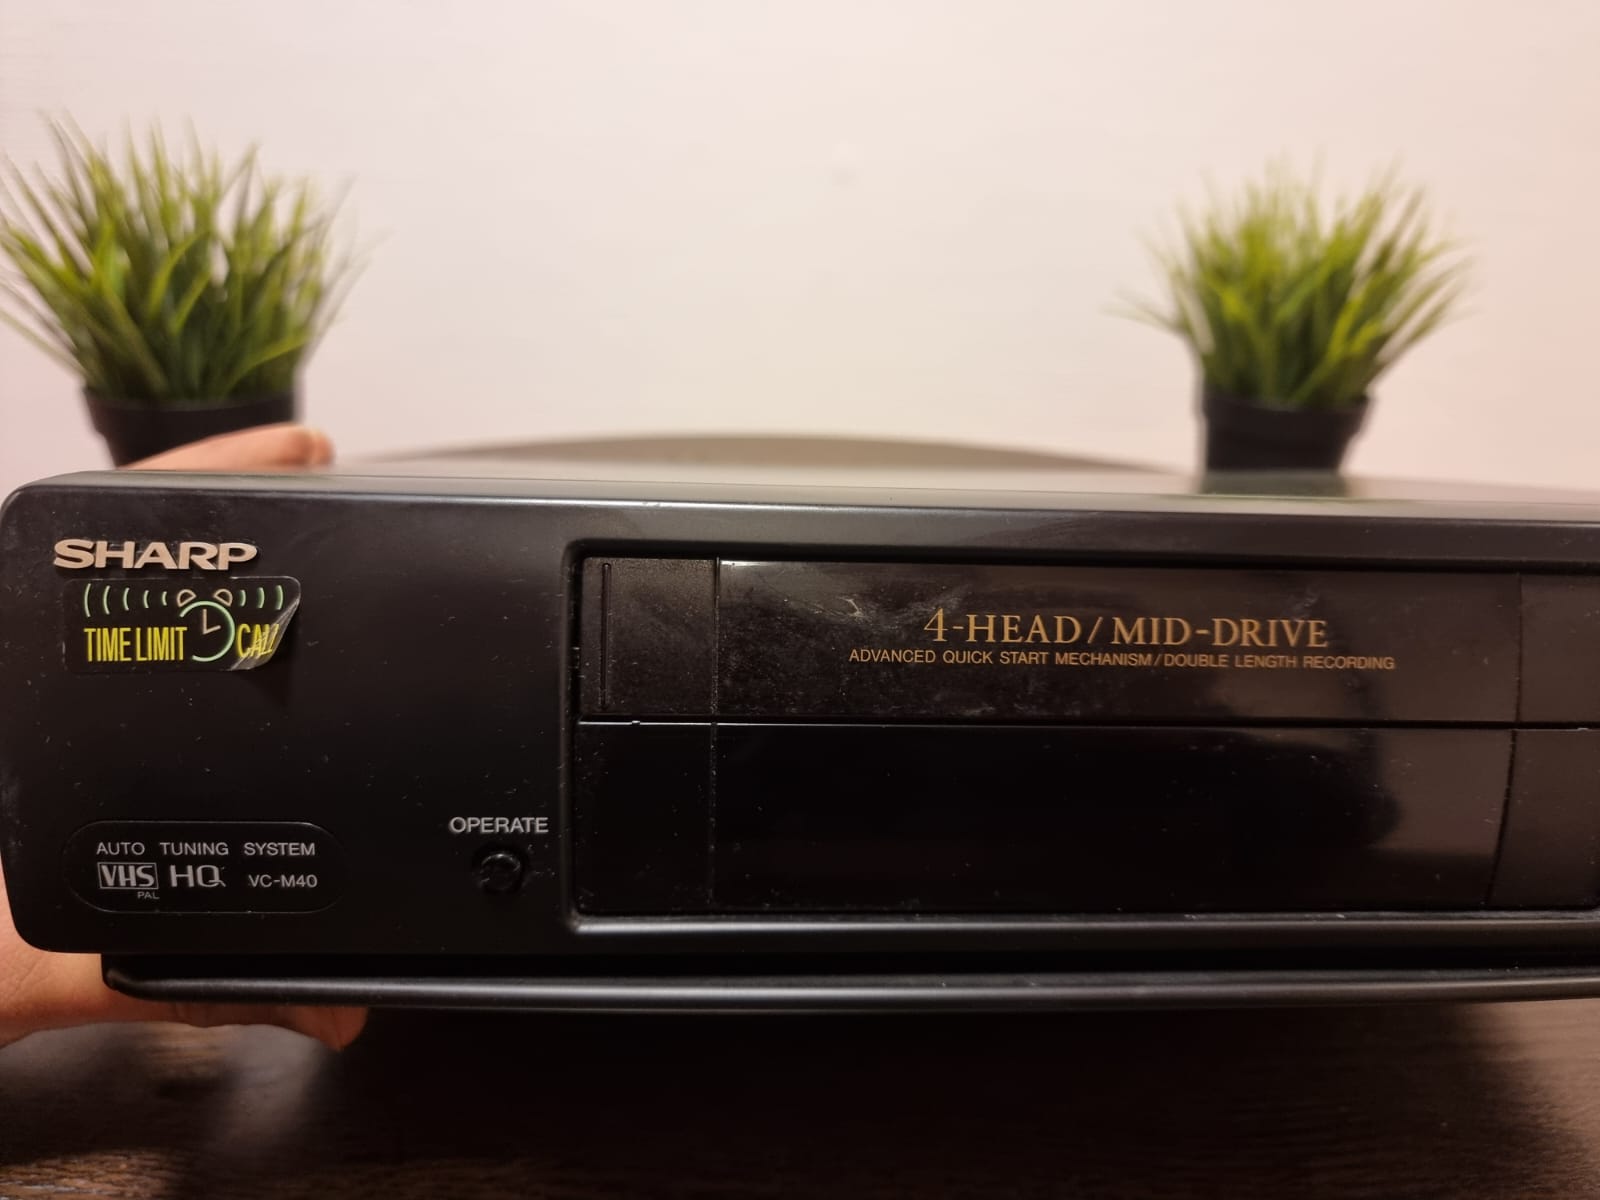 SHARP
TIME LIMIT CALL
4-HEAD / MID-DRIVE
ADVANCED QUICK START MECHANISM / DOUBLE LENGTH RECORDING
OPERATE
AUTO TUNING SYSTEM
VHS HQ VC-M40
PAL